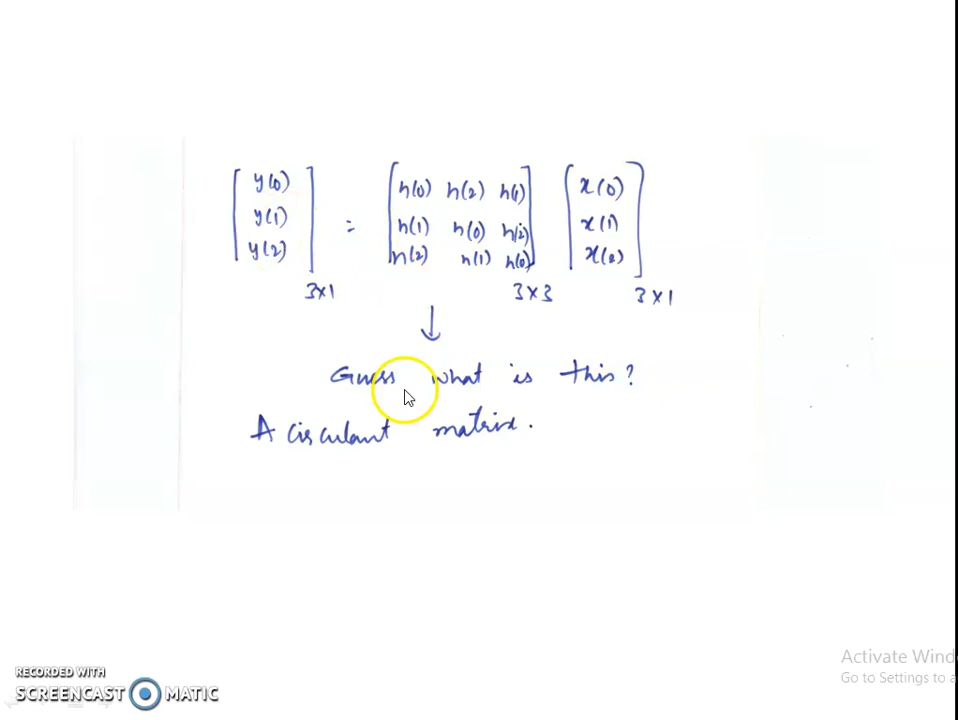 [y(0) y(1) y(2)] 3x1 = [h(0) h(2) h(1) 3x3 [x(0) 3x1
h(1) h(0) h(2) x(1)
h(2) h(1) h(0)] x(2)]
↓
Guess what is this?
A circulant matrix.
Activate Wind
Go to Settings to a
RECORDED WITH
SCREENCAST MATIC